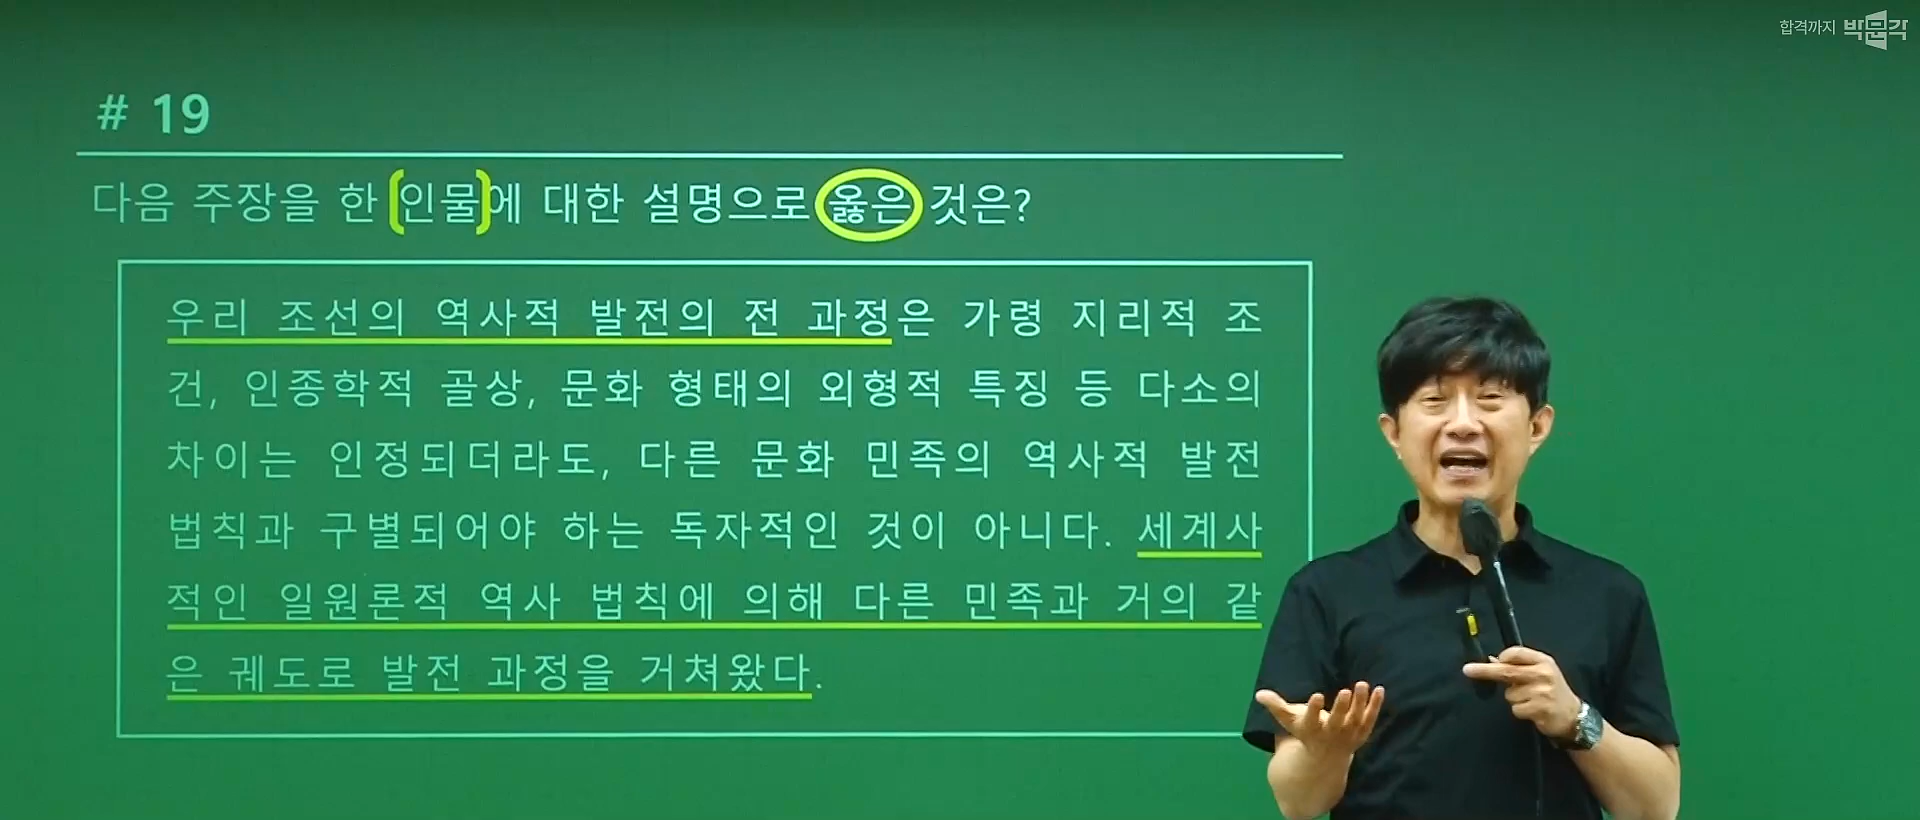 합격까지 박문각
# 19
다음 주장을 한 인물에 대한 설명으로 옳은 것은?
우리 조선의 역사적 발전의 전 과정은 가령 지리적 조
건, 인종학적 골상, 문화 형태의 외형적 특징 등 다소의
차이는 인정되더라도, 다른 문화 민족의 역사적 발전
법칙과 구별되어야 하는 독자적인 것이 아니다. 세계사
적인 일원론적 역사 법칙에 의해 다른 민족과 거의 같
은 궤도로 발전 과정을 거쳐왔다.